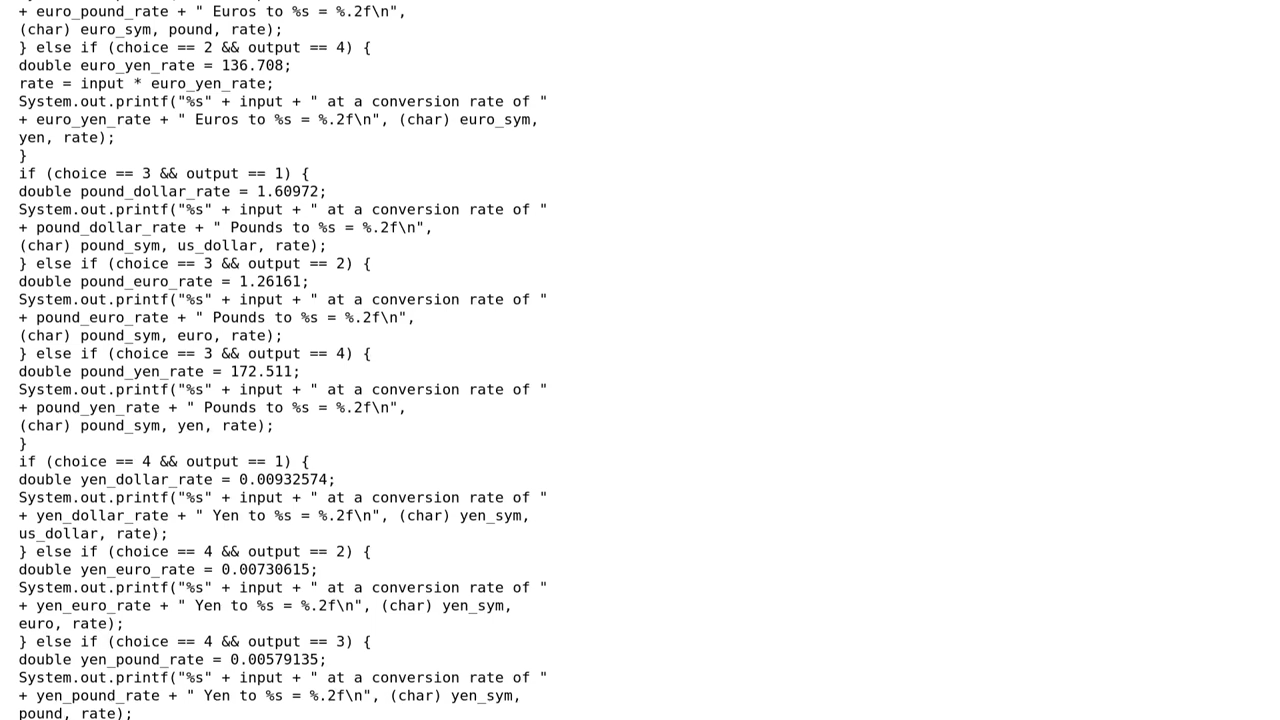 + euro_pound_rate + " Euros to %s = %.2f\n",
(char) euro_sym, pound, rate);
} else if (choice == 2 && output == 4) {
double euro_yen_rate = 136.708;
rate = input * euro_yen_rate;
System.out.printf("%s" + input + " at a conversion rate of "
+ euro_yen_rate + " Euros to %s = %.2f\n", (char) euro_sym,
yen, rate);
}
if (choice == 3 && output == 1) {
double pound_dollar_rate = 1.60972;
System.out.printf("%s" + input + " at a conversion rate of "
+ pound_dollar_rate + " Pounds to %s = %.2f\n",
(char) pound_sym, us_dollar, rate);
} else if (choice == 3 && output == 2) {
double pound_euro_rate = 1.26161;
System.out.printf("%s" + input + " at a conversion rate of "
+ pound_euro_rate + " Pounds to %s = %.2f\n",
(char) pound_sym, euro, rate);
} else if (choice == 3 && output == 4) {
double pound_yen_rate = 172.511;
System.out.printf("%s" + input + " at a conversion rate of "
+ pound_yen_rate + " Pounds to %s = %.2f\n",
(char) pound_sym, yen, rate);
}
if (choice == 4 && output == 1) {
double yen_dollar_rate = 0.00932574;
System.out.printf("%s" + input + " at a conversion rate of "
+ yen_dollar_rate + " Yen to %s = %.2f\n", (char) yen_sym,
us_dollar, rate);
} else if (choice == 4 && output == 2) {
double yen_euro_rate = 0.00730615;
System.out.printf("%s" + input + " at a conversion rate of "
+ yen_euro_rate + " Yen to %s = %.2f\n", (char) yen_sym,
euro, rate);
} else if (choice == 4 && output == 3) {
double yen_pound_rate = 0.00579135;
System.out.printf("%s" + input + " at a conversion rate of "
+ yen_pound_rate + " Yen to %s = %.2f\n", (char) yen_sym,
pound, rate);